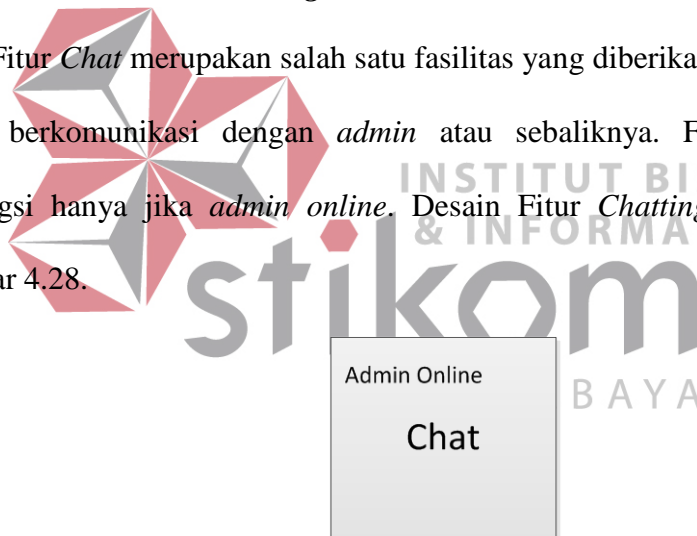 Fitur Chat merupakan salah satu fasilitas yang diberika
berkomunikasi dengan admin atau sebaliknya. F
gsi hanya jika admin online. Desain Fitur Chatting
ar 4.28.
INSTITUT BI
& INFORMA
stikom
BAYA
Admin Online
Chat